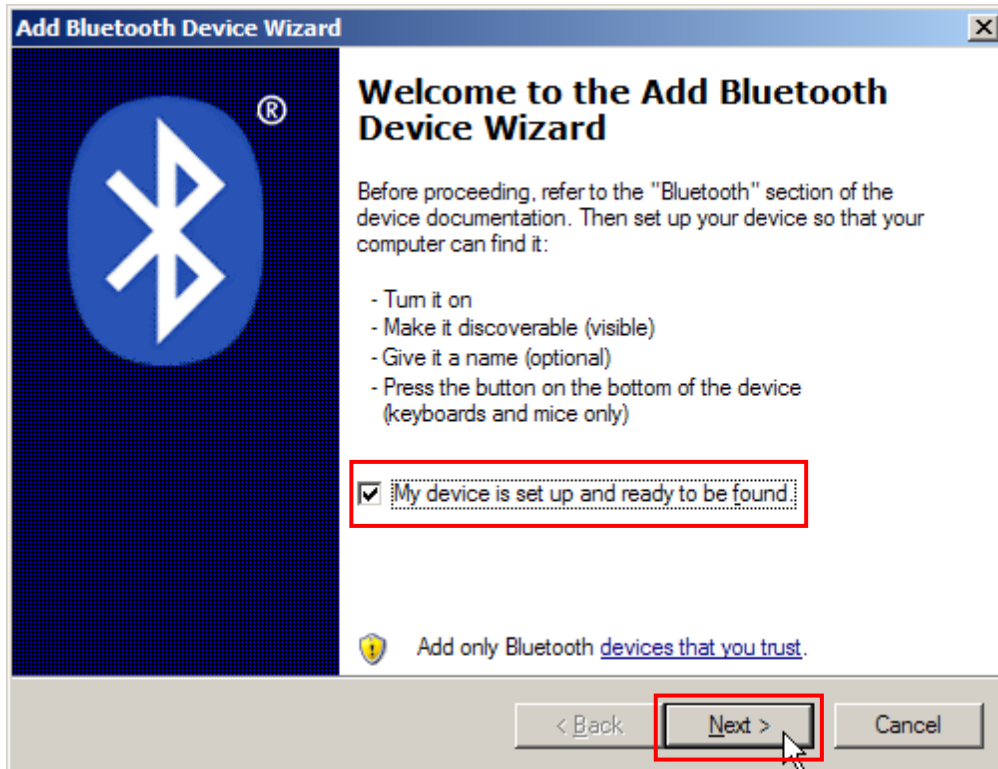 Add Bluetooth Device Wizard
®
Welcome to the Add Bluetooth
Device Wizard
Before proceeding, refer to the "Bluetooth" section of the
device documentation. Then set up your device so that your
computer can find it:
- Turn it on
- Make it discoverable (visible)
- Give it a name (optional)
- Press the button on the bottom of the device
(keyboards and mice only)
My device is set up and ready to be found.
Add only Bluetooth devices that you trust.
< Back Next > Cancel